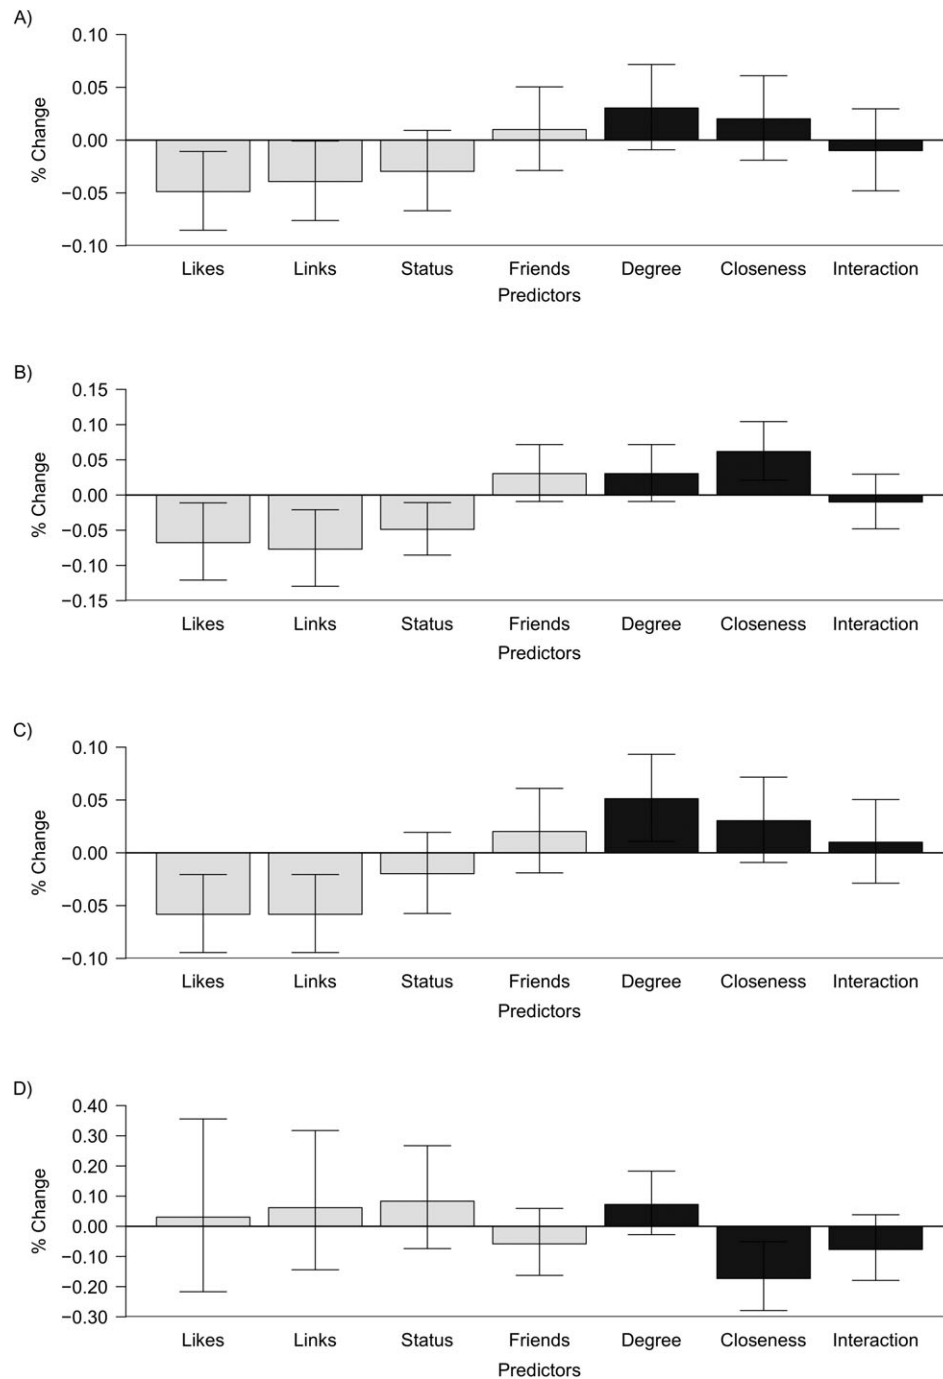 A)
% Change
0.10
0.05
0.00
−0.05
−0.10
Likes Links Status Friends Degree Closeness Interaction
Predictors
B)
% Change
0.15
0.10
0.05
0.00
−0.05
−0.10
−0.15
Likes Links Status Friends Degree Closeness Interaction
Predictors
C)
% Change
0.10
0.05
0.00
−0.05
−0.10
Likes Links Status Friends Degree Closeness Interaction
Predictors
D)
% Change
0.40
0.30
0.20
0.10
0.00
−0.10
−0.20
−0.30
Likes Links Status Friends Degree Closeness Interaction
Predictors